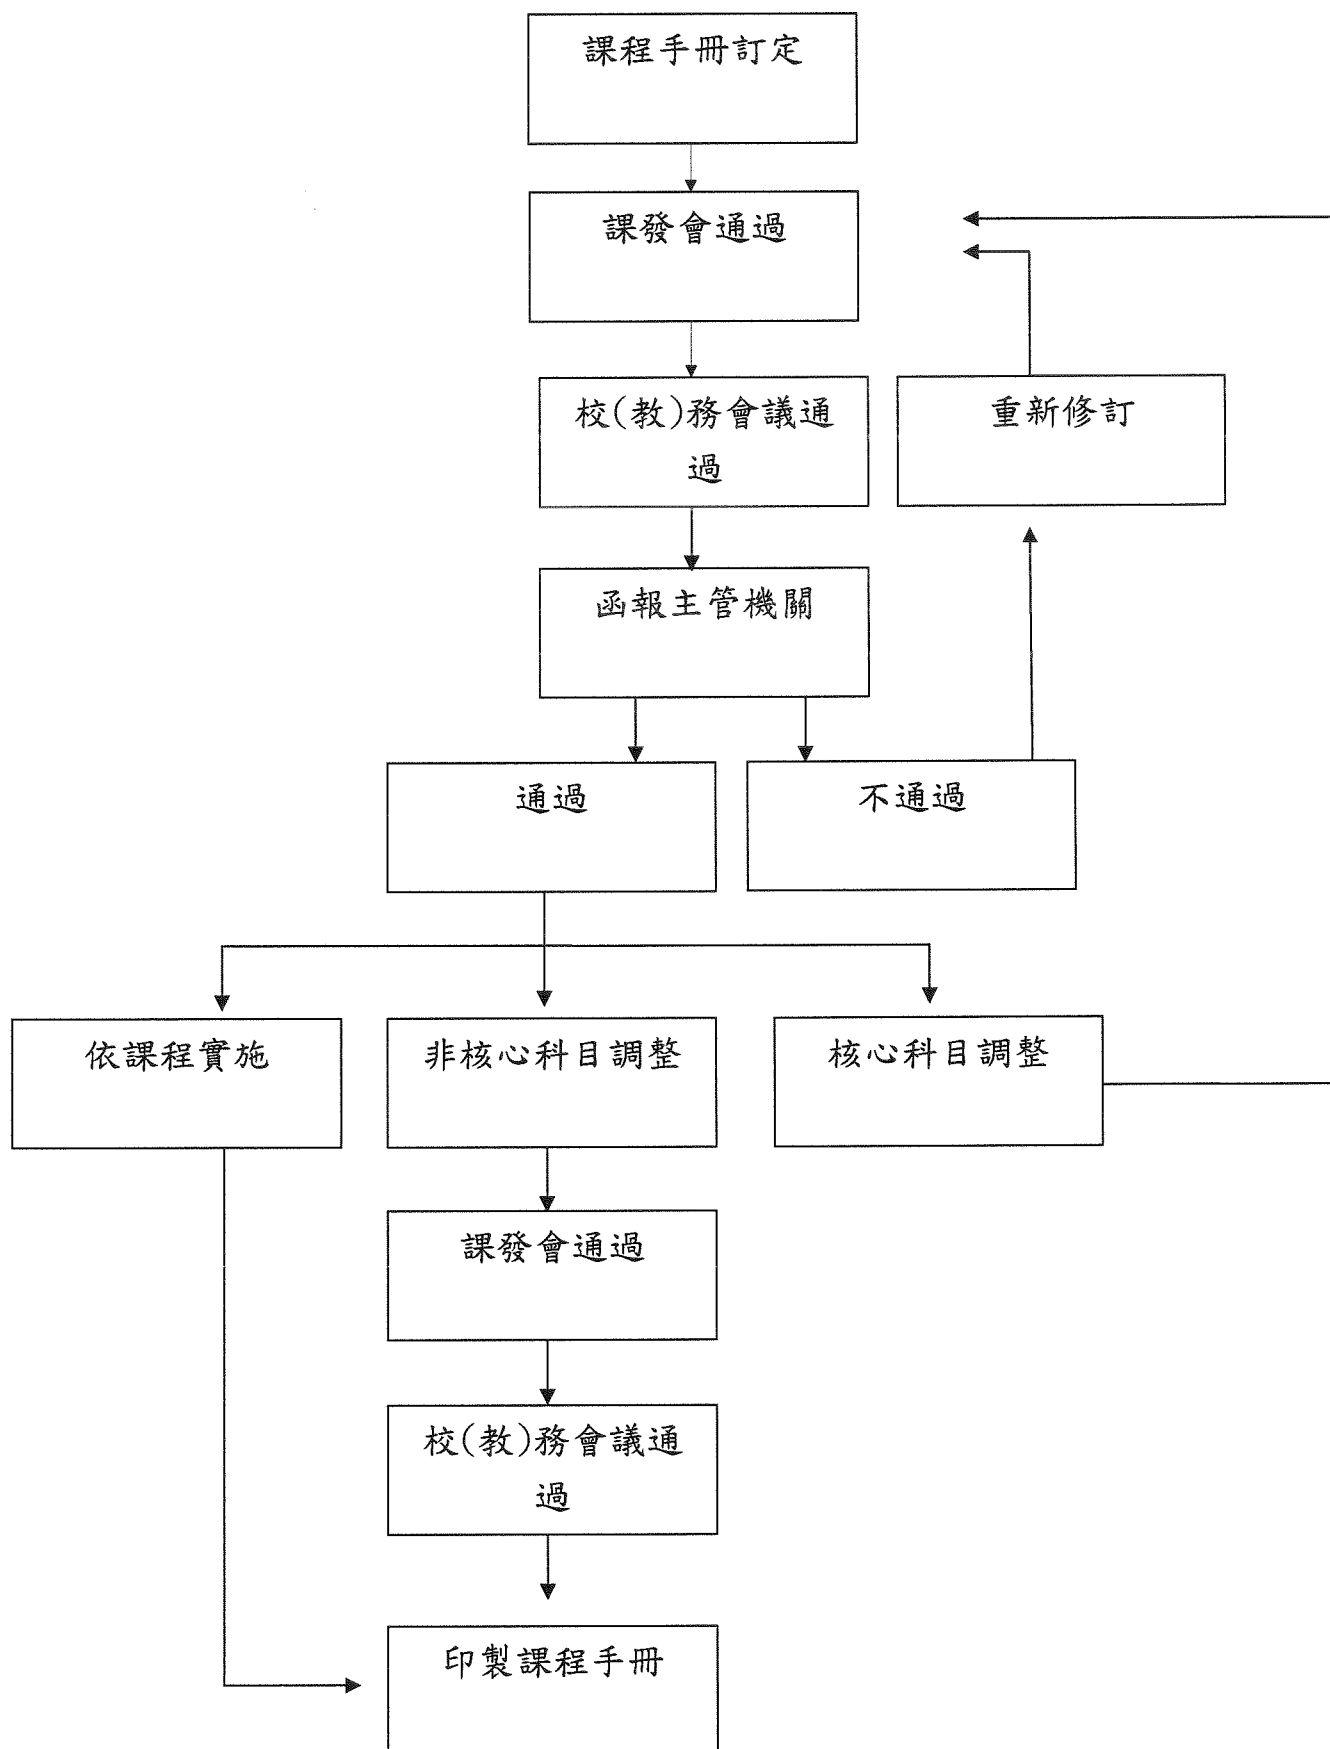 課程手冊訂定
課發會通過
校(教)務會議通
過
重新修訂
函報主管機關
通過
不通過
依課程實施
非核心科目調整
核心科目調整
課發會通過
校(教)務會議通
過
印製課程手冊